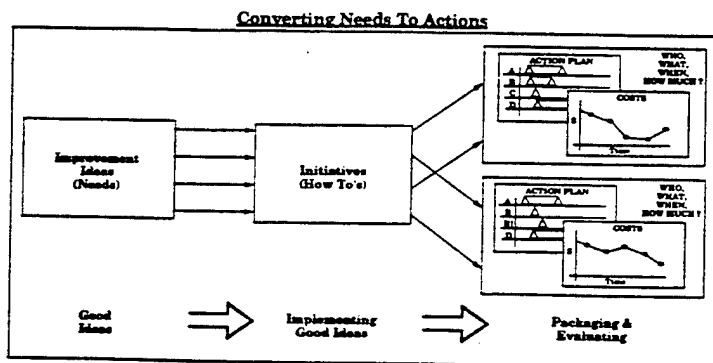 Converting Needs To Actions
Improvement
Ideas
(Needs)
Initiatives
(How To's)
ACTION PLAN
A
B
C
D
WHO,
WHAT,
WHEN,
HOW MUCH?
COSTS
$
Time
ACTION PLAN
A
B
D
WHO,
WHAT,
WHEN,
HOW MUCH?
COSTS
$
Time
Good
Ideas
Implementing
Good Ideas
Packaging &
Evaluating